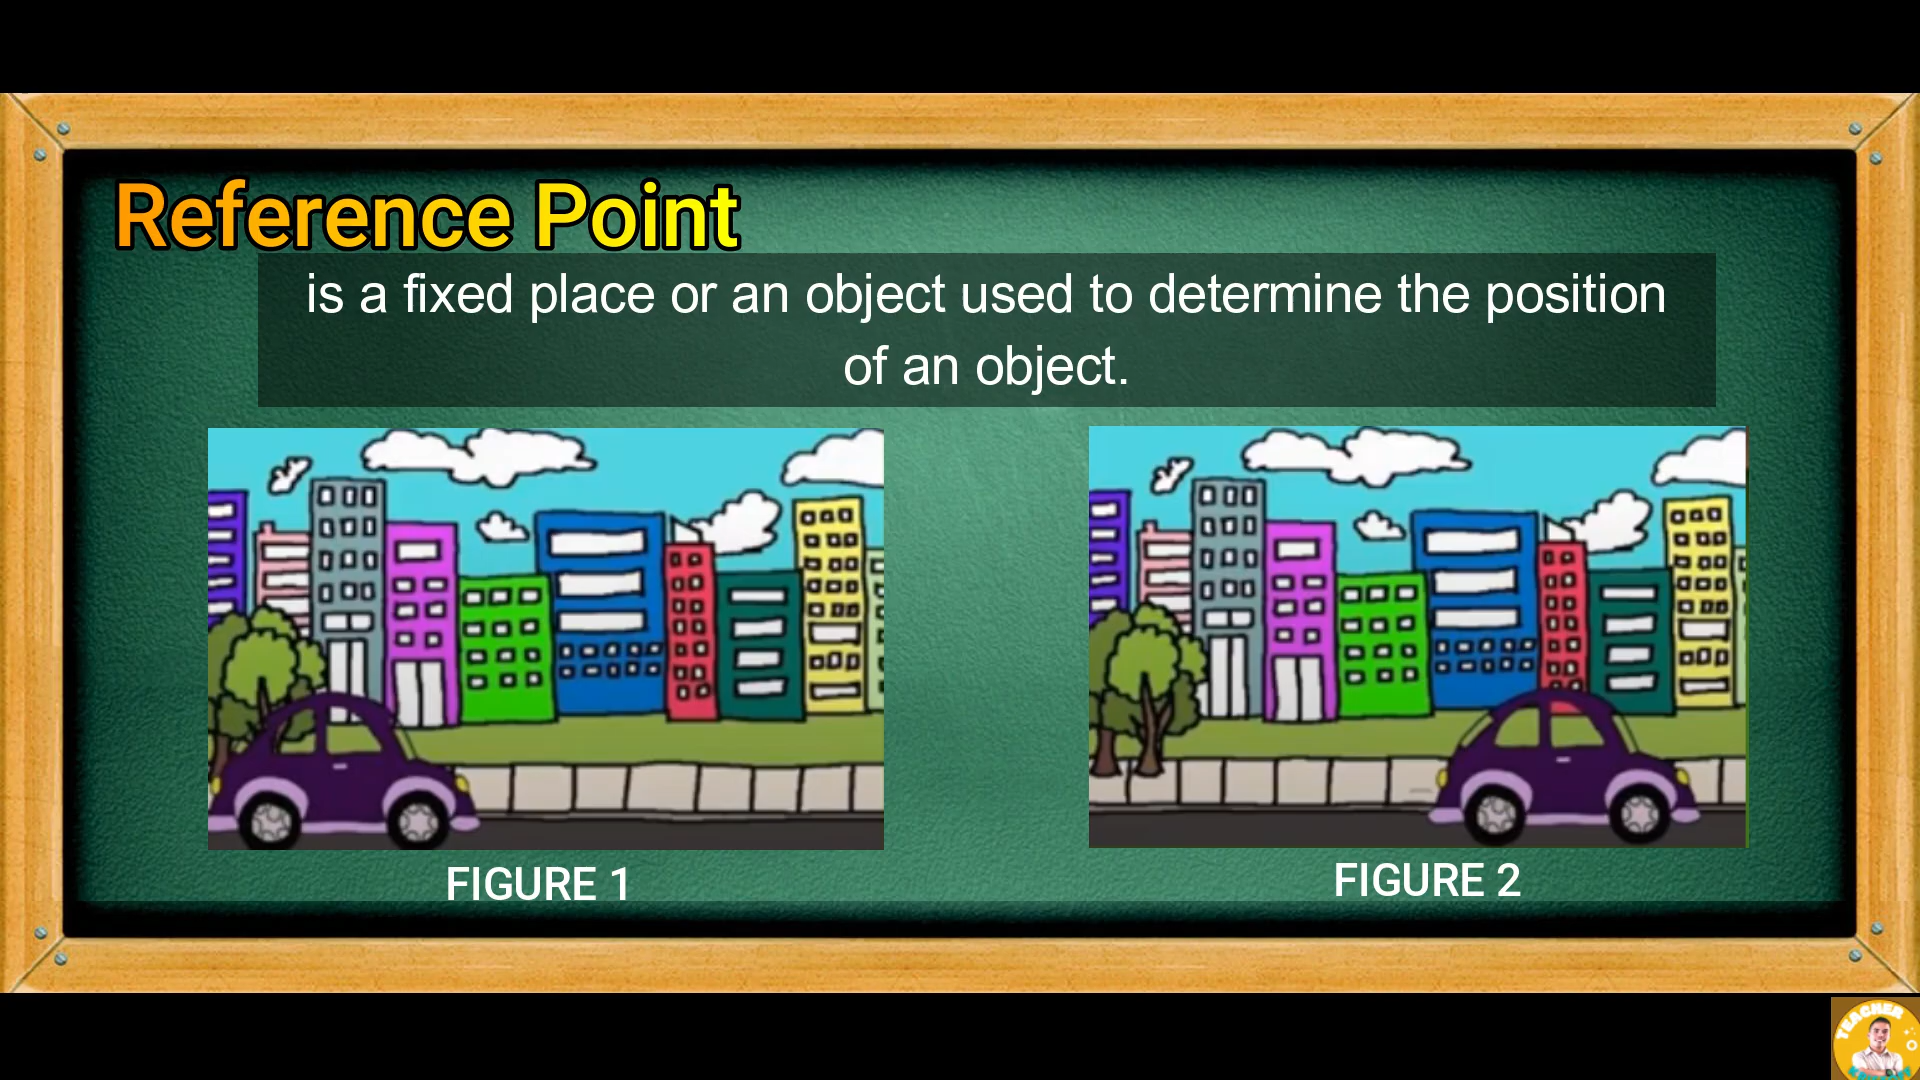 Reference Point
is a fixed place or an object used to determine the position
of an object.
FIGURE 1
FIGURE 2
TEACHER